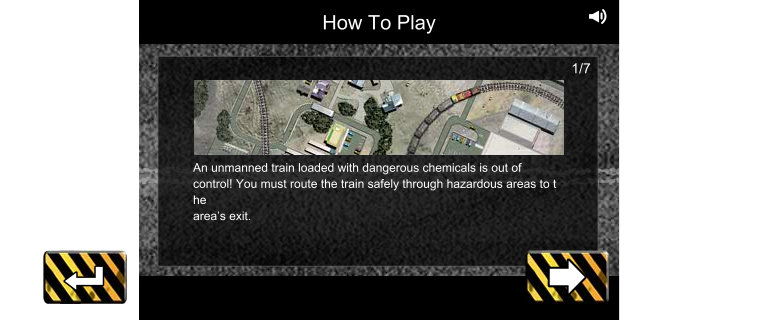 How To Play
1/7
An unmanned train loaded with dangerous chemicals is out of
control! You must route the train safely through hazardous areas to t
he
area's exit.